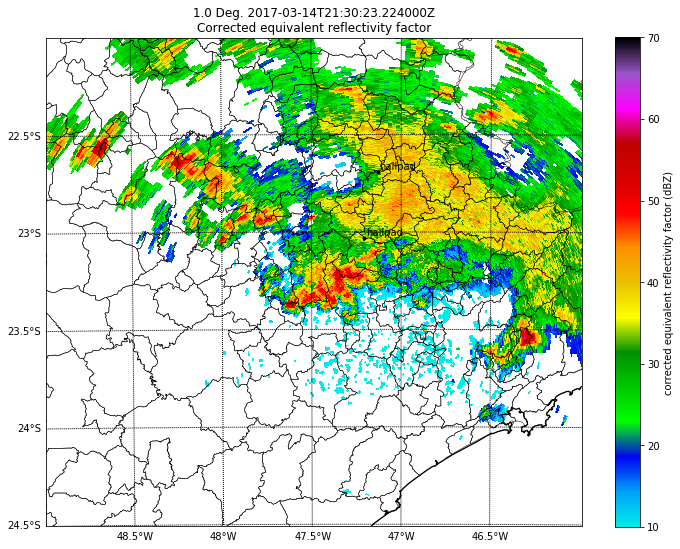 1.0 Deg. 2017-03-14T21:30:23.224000Z
Corrected equivalent reflectivity factor
22.5°S
23°S
23.5°S
24°S
24.5°S
hailpad
hailpad
48.5°W
48°W
47.5°W
47°W
46.5°W
70
60
50
40
30
20
10
corrected equivalent reflectivity factor (dBZ)